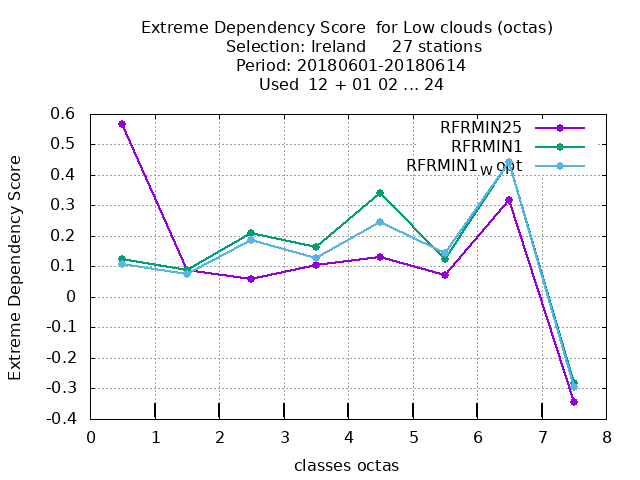 Extreme Dependency Score  for Low clouds (octas)
Selection: Ireland     27 stations
Period: 20180601-20180614
Used  12 + 01 02 ... 24
RFRMIN25
RFRMIN1
RFRMIN1_W opt
Extreme Dependency Score
0.6
0.5
0.4
0.3
0.2
0.1
0
-0.1
-0.2
-0.3
-0.4
0 1 2 3 4 5 6 7 8
classes octas